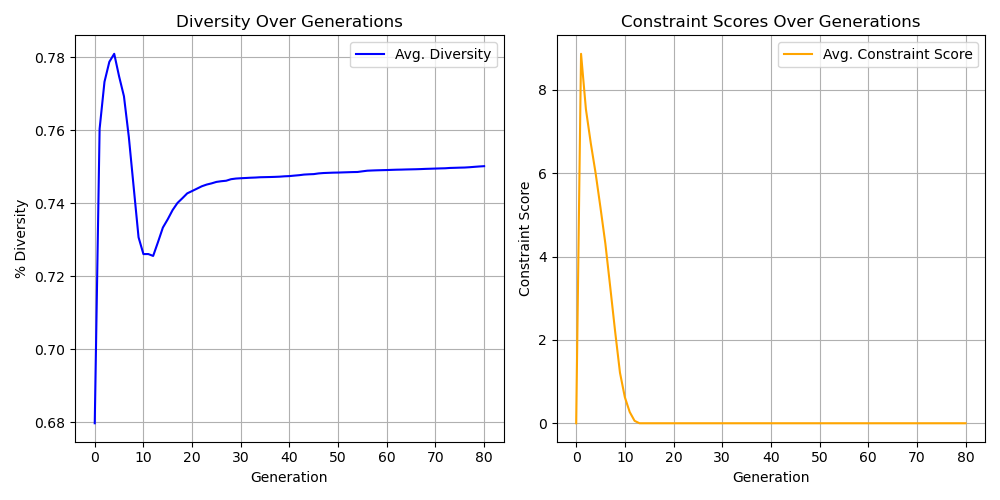 Diversity Over Generations
Avg. Diversity
% Diversity
0.78
0.76
0.74
0.72
0.70
0.68
0 10 20 30 40 50 60 70 80
Generation
Constraint Scores Over Generations
Avg. Constraint Score
Constraint Score
8
6
4
2
0
0 10 20 30 40 50 60 70 80
Generation